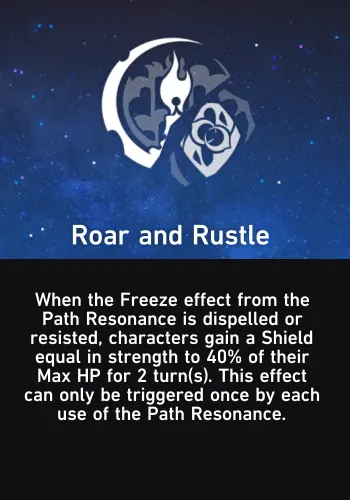 Roar and Rustle
When the Freeze effect from the
Path Resonance is dispelled or
resisted, characters gain a Shield
equal in strength to 40% of their
Max HP for 2 turn(s). This effect
can only be triggered once by each
use of the Path Resonance.